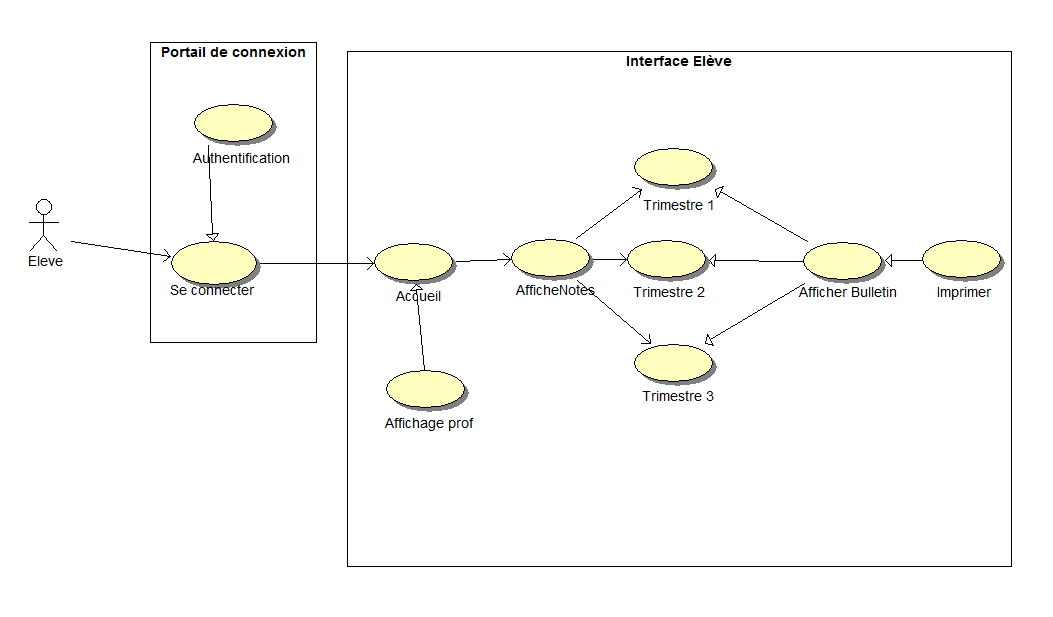 Portail de connexion
Authentification
Eleve
Se connecter
Interface Elève
Accueil
Affichage prof
AfficheNotes
Trimestre 1
Trimestre 2
Trimestre 3
Afficher Bulletin
Imprimer